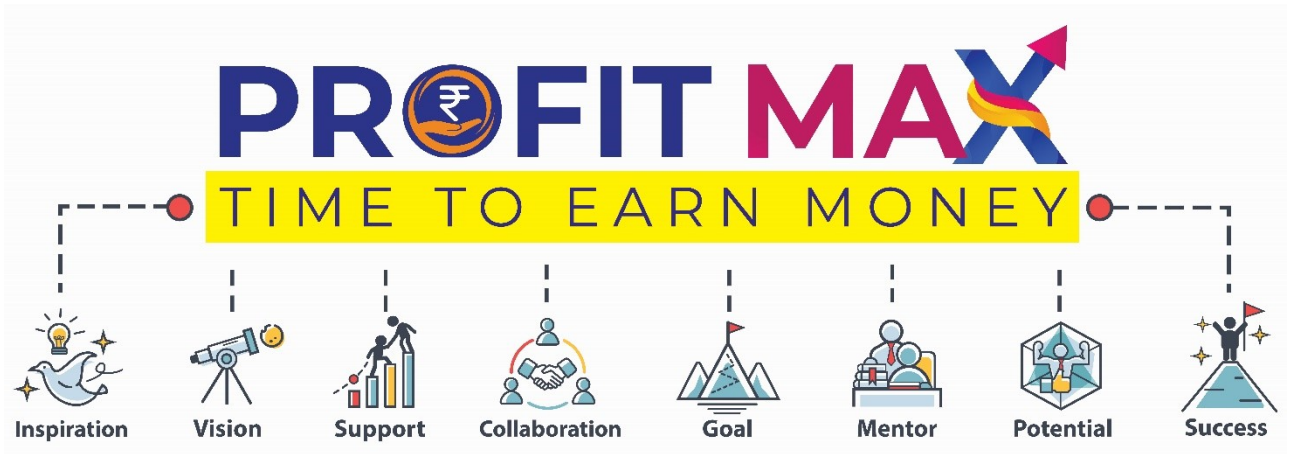 PROFIT MAX
TIME TO EARN MONEY
Inspiration Vision Support Collaboration Goal Mentor Potential Success